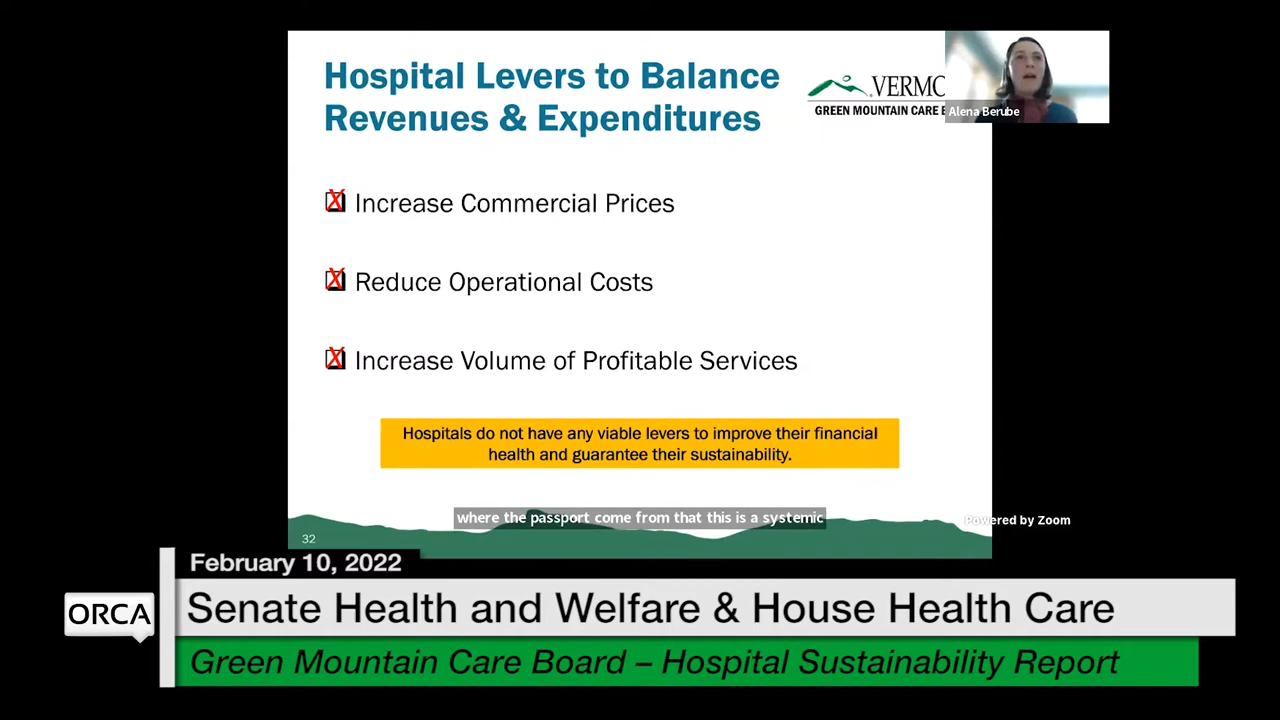 Hospital Levers to Balance
Revenues & Expenditures
VERMO
GREEN MOUNTAIN CARE B
Alena Berube
Increase Commercial Prices
Reduce Operational Costs
Increase Volume of Profitable Services
Hospitals do not have any viable levers to improve their financial
health and guarantee their sustainability.
where the passport come from that this is a systemic
32
Powered by Zoom
February 10, 2022
ORCA
Senate Health and Welfare & House Health Care
Green Mountain Care Board – Hospital Sustainability Report